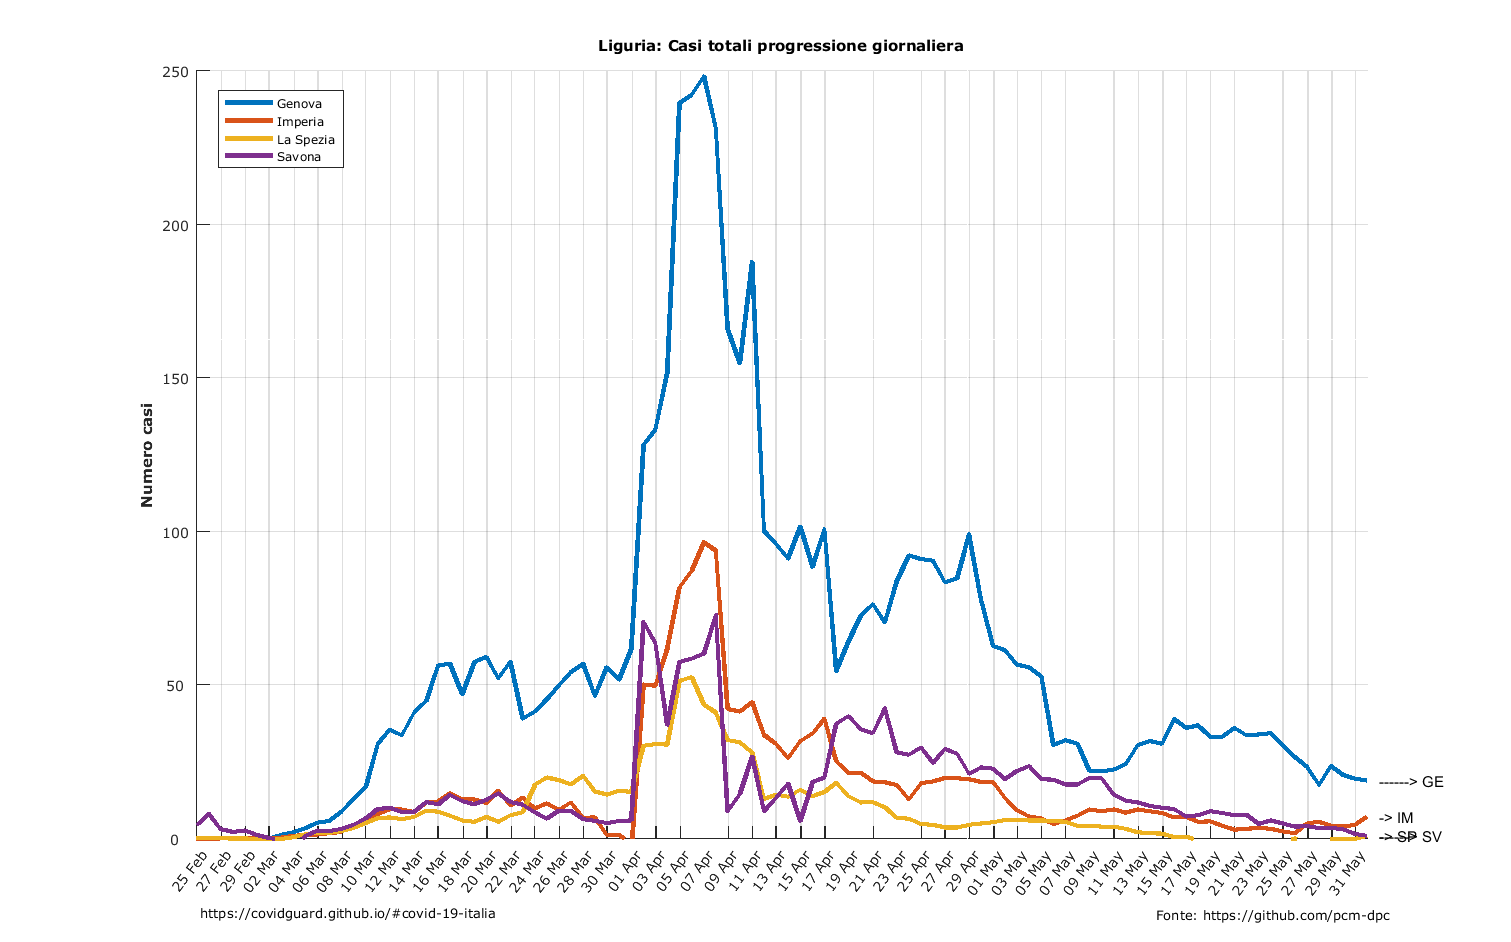 Liguria: Casi totali progressione giornaliera
Numero casi
250
200
150
100
50
0
Genova
Imperia
La Spezia
Savona
------> GE
-> IM
-> SP
SV
25 Feb
27 Feb
29 Feb
02 Mar
04 Mar
06 Mar
08 Mar
10 Mar
12 Mar
14 Mar
16 Mar
18 Mar
20 Mar
22 Mar
24 Mar
26 Mar
28 Mar
30 Mar
01 Apr
03 Apr
05 Apr
07 Apr
09 Apr
11 Apr
13 Apr
15 Apr
17 Apr
19 Apr
21 Apr
23 Apr
25 Apr
27 Apr
29 Apr
01 May
03 May
05 May
07 May
09 May
11 May
13 May
15 May
17 May
19 May
21 May
23 May
25 May
27 May
29 May
31 May
https://covidguard.github.io/#covid-19-italia
Fonte: https://github.com/pcm-dpc